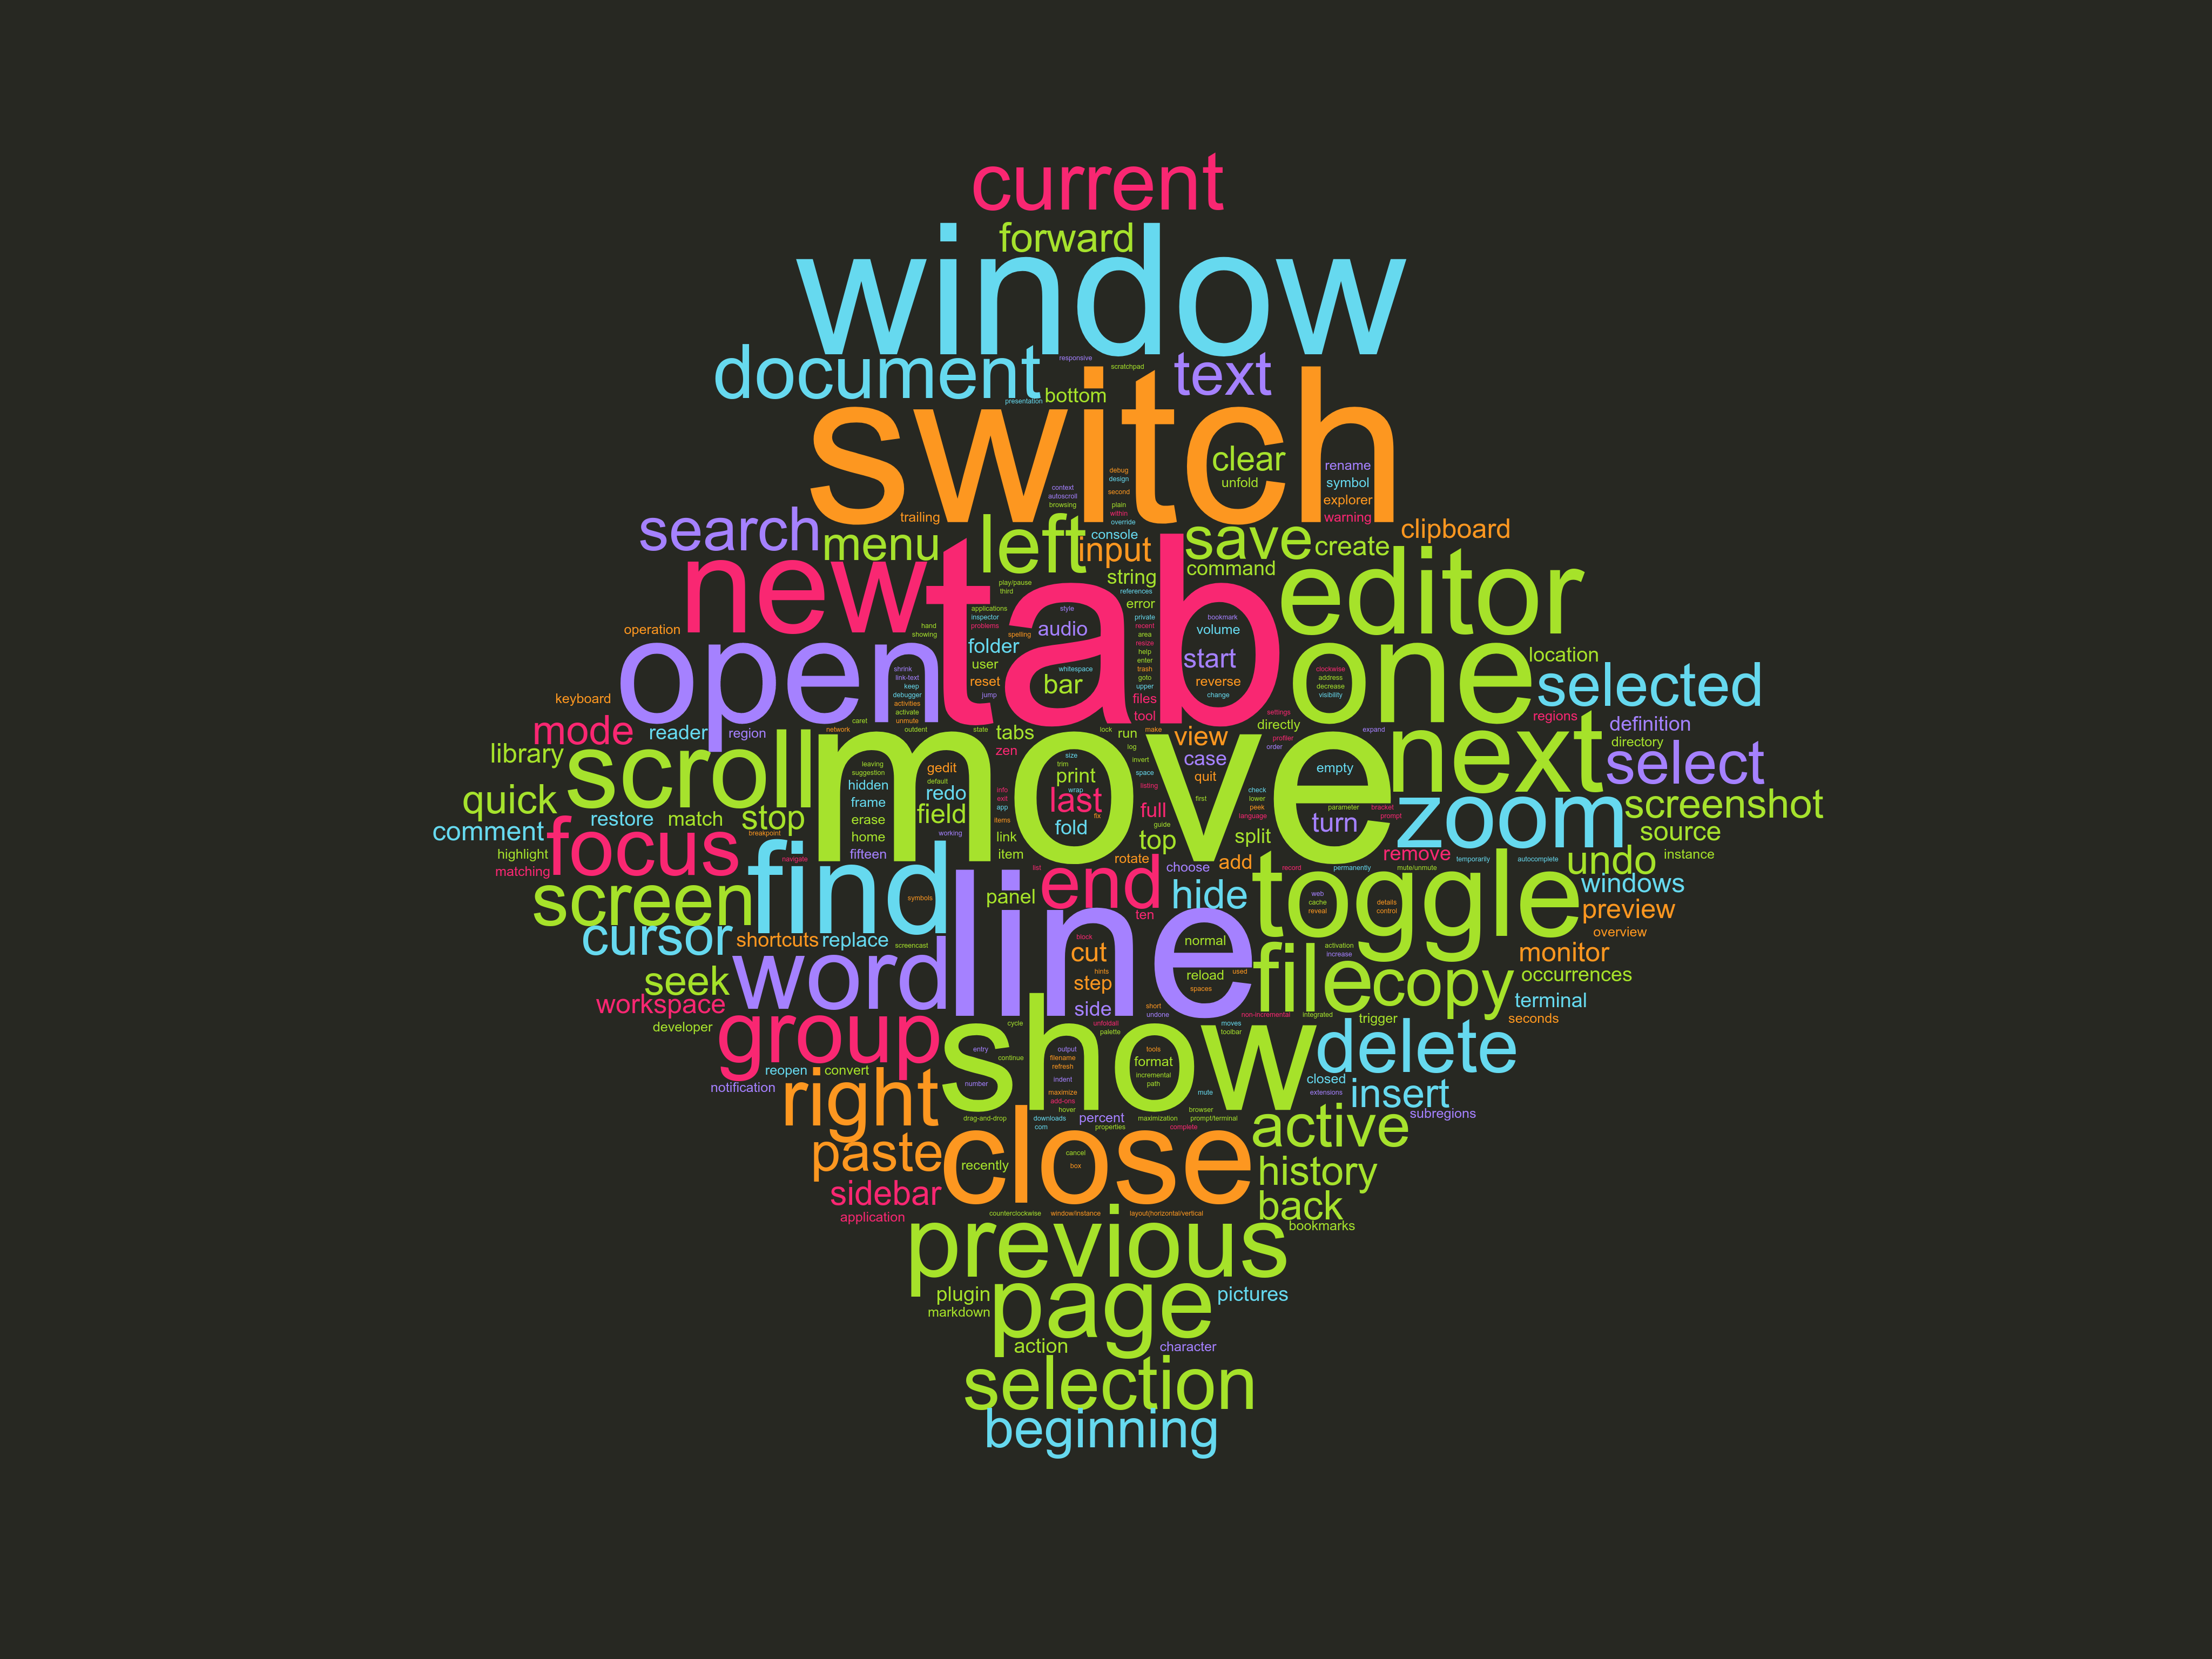 current
forward
window
document
responsive
scratchpad
text
presentation
bottom
switch
clear
unfold
rename
symbol
explorer
warning
debug
design
context
autoscroll
browsing
second
plain
within
override
trailing
search
menu
left
console
input
save
create
clipboard
new
tab
editor
string
command
play/pause
third
references
error
applications
inspector
problems
style
private
bookmark
operation
hand
showing
spelling
audio
recent
area
resize
volume
open
folder
user
reset
whitespace
help
enter
trash
goto
upper
start
reverse
one
location
selected
shrink
link-text
keep
debugger
activities
activate
unmute
jump
bar
files
change
clockwise
address
decrease
visibility
keyboard
mode
reader
region
network
caret
outdent
state
tabs
lock
tool
run
make
view
directly
settings
profiler
order
expand
regions
definition
directory
library
scroll
move
next
select
zen
log
leaving
suggestion
gedit
default
size
trim
print
wrap
invert
case
space
quit
empty
quick
hidden
frame
redo
info
exit
app
last
listing
first
check
lower
peek
parameter
bracket
zoom
screenshot
comment
restore
match
stop
erase
field
items
fix
full
language
turn
prompt
source
focus
breakpoint
home
working
link
fold
guide
top
split
highlight
fifteen
item
rotate
add
remove
temporarily
autocomplete
undo
instance
matching
navigate
list
choose
record
permanently
mute/unmute
screen
find
symbols
panel
end
hide
toggle
web
cache
reveal
details
control
windows
ten
preview
overview
cursor
shortcuts
replace
screencast
line
block
cut
normal
activation
increase
monitor
seek
word
hints
step
reload
used
spaces
file
copy
occurrences
workspace
side
short
undone
non-incremental
integrated
trigger
terminal
seconds
developer
group
show
cycle
unfoldall
palette
moves
toolbar
delete
reopen
convert
entry
continue
output
filename
refresh
tools
format
incremental
path
notification
right
number
indent
maximize
add-ons
hover
mute
browser
closed
extensions
insert
subregions
drag-and-drop
downloads
com
percent
properties
maximization
complete
prompt/terminal
active
paste
close
recently
cancel
box
history
sidebar
application
back
bookmarks
counterclockwise
window/instance
layout(horizontal/vertical
previous
plugin
markdown
page
pictures
action
character
selection
beginning